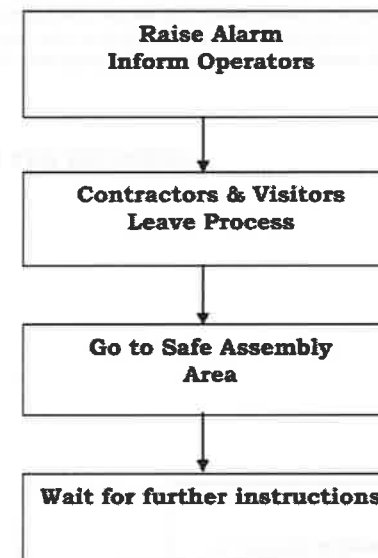 Raise Alarm
Inform Operators
Contractors & Visitors
Leave Process
Go to Safe Assembly
Area
Wait for further instructions